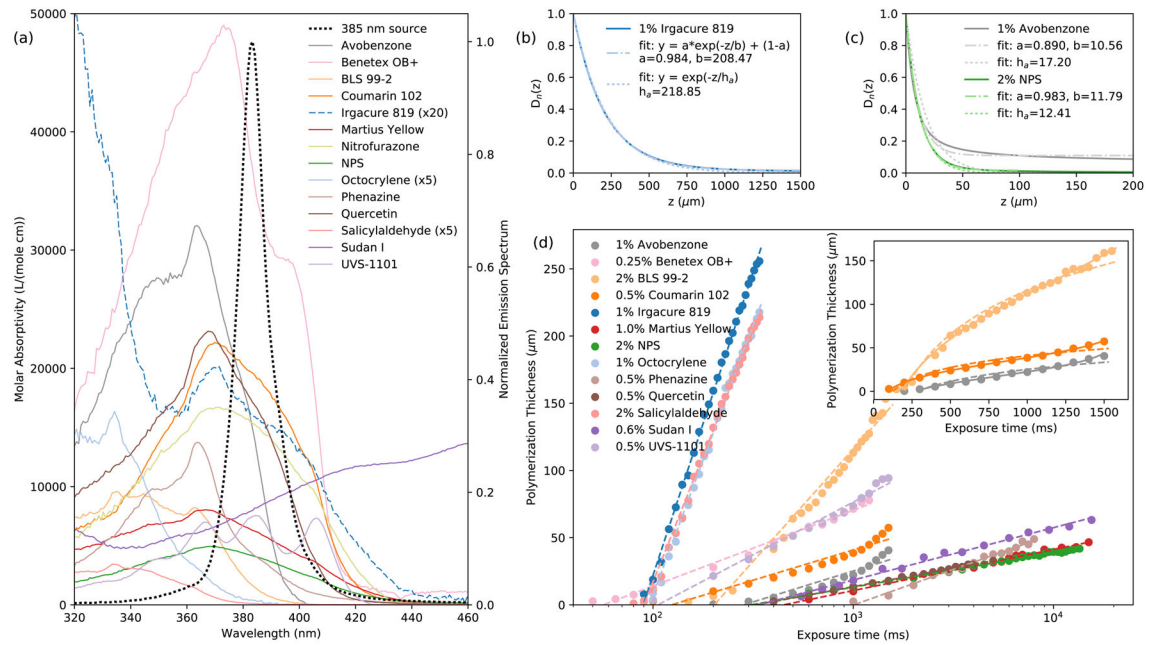 (a)
385 nm source
Avobenzone
Benetex OB+
BLS 99-2
Coumarin 102
Irgacure 819 (x20)
Martius Yellow
Nitrofurazone
NPS
Octocrylene (x5)
Phenazine
Quercetin
Salicylaldehyde (x5)
Sudan I
UVS-1101
Molar Absorptivity (L/(mole cm))
50000
40000
30000
20000
10000
0
320
340
360
380
400
420
440
460
Wavelength (nm)
Normalized Emission Spectrum
1.0
0.8
0.6
0.4
0.2
0.0
(b)
1% Irgacure 819
fit: y = a*exp(-z/b) + (1-a)
a=0.984, b=208.47
fit: y = exp(-z/hₐ)
hₐ=218.85
Dₙ(z)
1.0
0.8
0.6
0.4
0.2
0.0
0
250
500
750
1000
1250
1500
z (μm)
(c)
1% Avobenzone
fit: a=0.890, b=10.56
fit: hₐ=17.20
2% NPS
fit: a=0.983, b=11.79
fit: hₐ=12.41
Dₙ(z)
1.0
0.8
0.6
0.4
0.2
0.0
0
50
100
150
200
z (μm)
(d)
1% Avobenzone
0.25% Benetex OB+
2% BLS 99-2
0.5% Coumarin 102
1% Irgacure 819
1.0% Martius Yellow
2% NPS
1% Octocrylene
0.5% Phenazine
0.5% Quercetin
2% Salicylaldehyde
0.6% Sudan I
0.5% UVS-1101
Polymerization Thickness (μm)
250
200
150
100
50
0
10²
10³
10⁴
Exposure time (ms)
Polymerization Thickness (μm)
150
100
50
0
0
250
500
750
1000
1250
1500
Exposure time (ms)